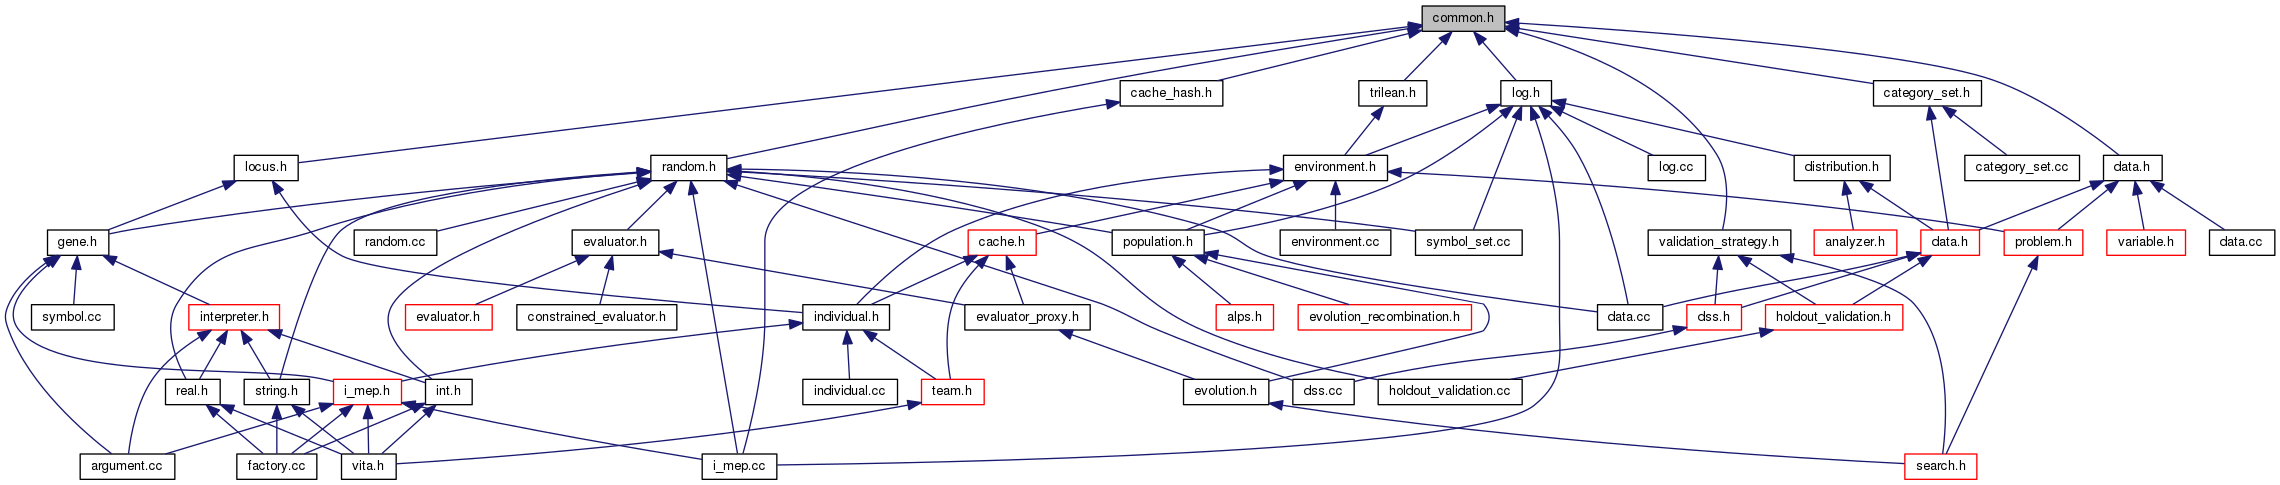 common.h
cache_hash.h
trilean.h
log.h
category_set.h
locus.h
random.h
environment.h
log.cc
distribution.h
category_set.cc
data.h
gene.h
random.cc
evaluator.h
cache.h
population.h
environment.cc
symbol_set.cc
validation_strategy.h
analyzer.h
data.h
problem.h
variable.h
data.cc
symbol.cc
interpreter.h
evaluator.h
constrained_evaluator.h
individual.h
evaluator_proxy.h
alps.h
evolution_recombination.h
data.cc
dss.h
holdout_validation.h
real.h
string.h
i_mep.h
int.h
individual.cc
team.h
evolution.h
dss.cc
holdout_validation.cc
argument.cc
factory.cc
vita.h
i_mep.cc
search.h